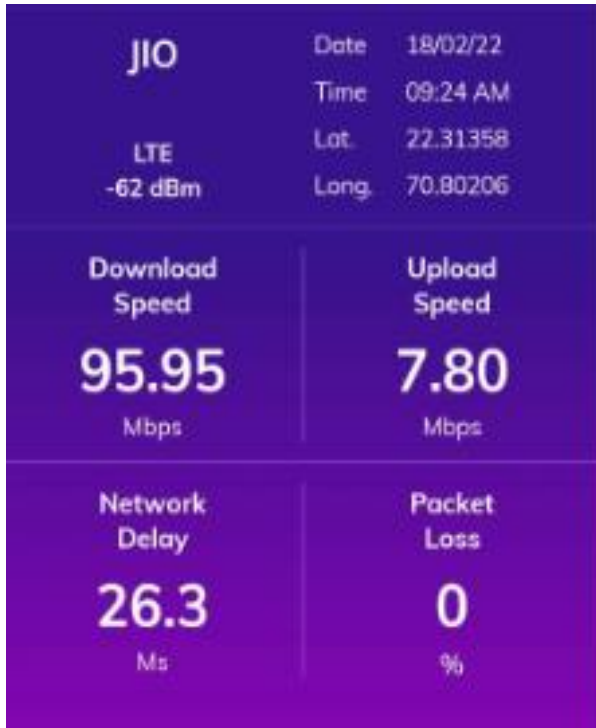 JIO
LTE
-62 dBm
Date 18/02/22
Time 09:24 AM
Lat. 22.31358
Long. 70.80206
Download
Speed
95.95
Mbps
Upload
Speed
7.80
Mbps
Network
Delay
26.3
Ms
Packet
Loss
0
%